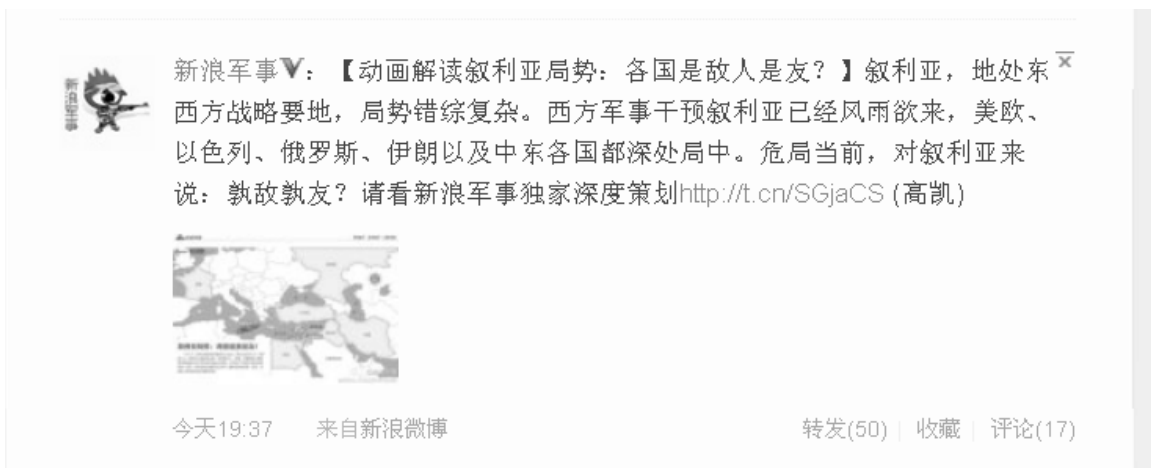 新浪军事
新浪军事V：【动画解读叙利亚局势：各国是敌人是友？】叙利亚，地处东
西方战略要地，局势错综复杂。西方军事干预叙利亚已经风雨欲来，美欧、
以色列、俄罗斯、伊朗以及中东各国都深处局中。危局当前，对叙利亚来
说：孰敌孰友？请看新浪军事独家深度策划http://t.cn/SGjaCS (高凯)
今天19:37 来自新浪微博 转发(50) | 收藏 | 评论(17)